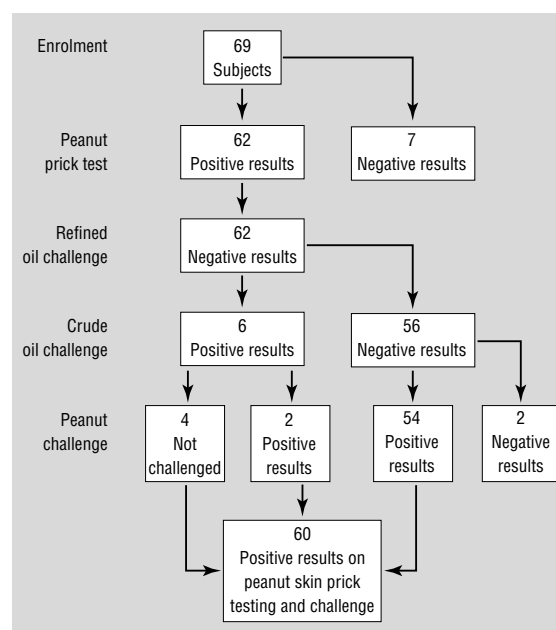 Enrolment
69
Subjects
Peanut
prick test
62
Positive results
7
Negative results
Refined
oil challenge
62
Negative results
Crude
oil challenge
6
Positive results
56
Negative results
Peanut
challenge
4
Not
challenged
2
Positive
results
54
Positive
results
2
Negative
results
60
Positive results on
peanut skin prick
testing and challenge